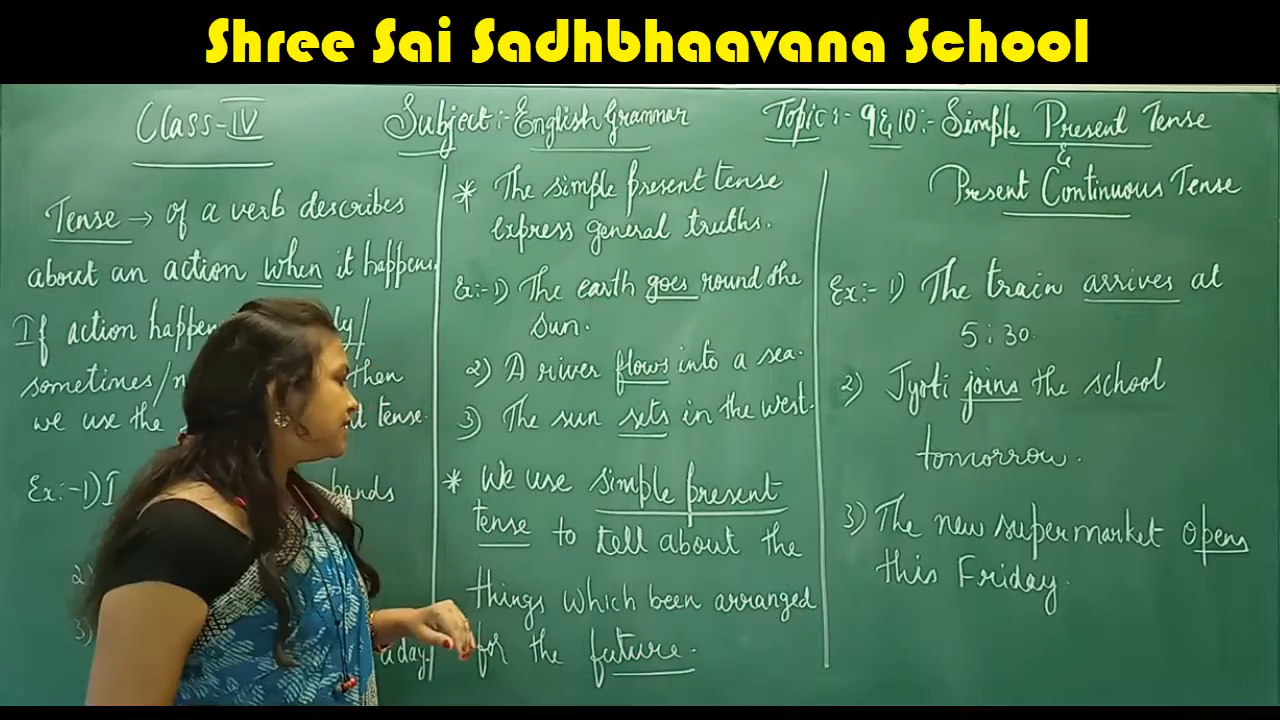 Shree Sai Sadhbhaavana School
Class-IV
Subject:-English Grammar
Topic:- 9 & 10:- Simple Present Tense
&
Present Continuous Tense
Tense → of a verb describes
about an action when it happens.
If action happen
sometimes/ then
we use the tense.
Ex:-1) I hands
2)
3) a day.
* The simple present tense
express general truths.
Ex:-1) The earth goes round the
sun.
2) A river flows into a sea.
3) The sun sets in the west.
* We use simple present
tense to tell about the
things which been arranged
for the future.
Ex:- 1) The train arrives at
5:30.
2) Jyoti joins the school
tomorrow.
3) The new supermarket opens
this Friday.